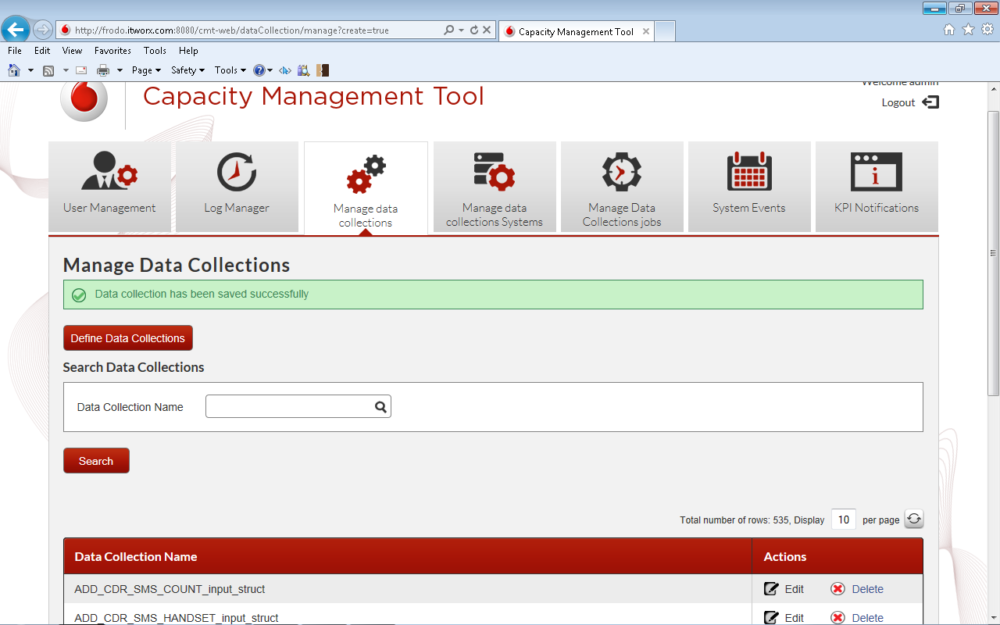 http://frodo.itworx.com:8080/cmt-web/dataCollection/manage?create=true
Capacity Management Tool
File Edit View Favorites Tools Help
Page Safety Tools
Welcome admin
Capacity Management Tool
Logout
User Management
Log Manager
Manage data
collections
Manage data
collections Systems
Manage Data
Collections jobs
System Events
KPI Notifications
Manage Data Collections
Data collection has been saved successfully
Define Data Collections
Search Data Collections
Data Collection Name
Search
Total number of rows: 535, Display 10 per page
Data Collection Name Actions
ADD_CDR_SMS_COUNT_input_struct Edit Delete
ADD_CDR_SMS_HANDSET_input_struct Edit Delete